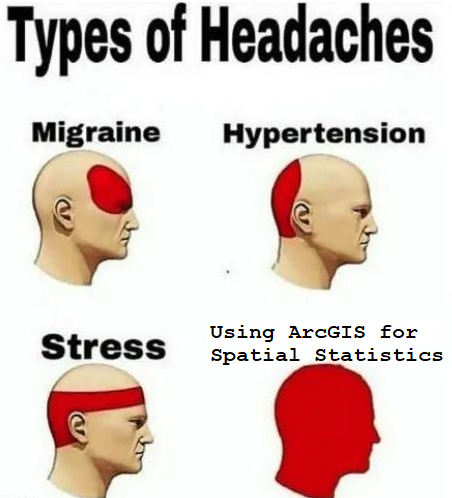 Types of Headaches
Migraine
Hypertension
Stress
Using ArcGIS for
Spatial Statistics